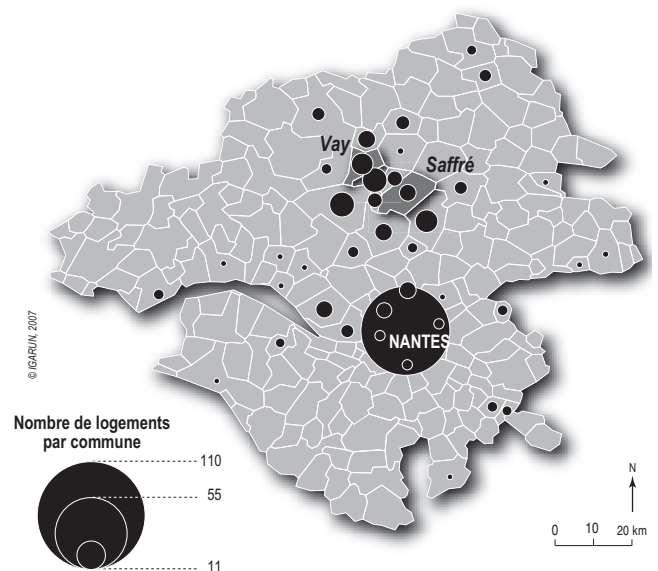 Vay
Saffré
NANTES
© IGARUN, 2007
Nombre de logements
par commune
110
55
11
N
0 10 20 km